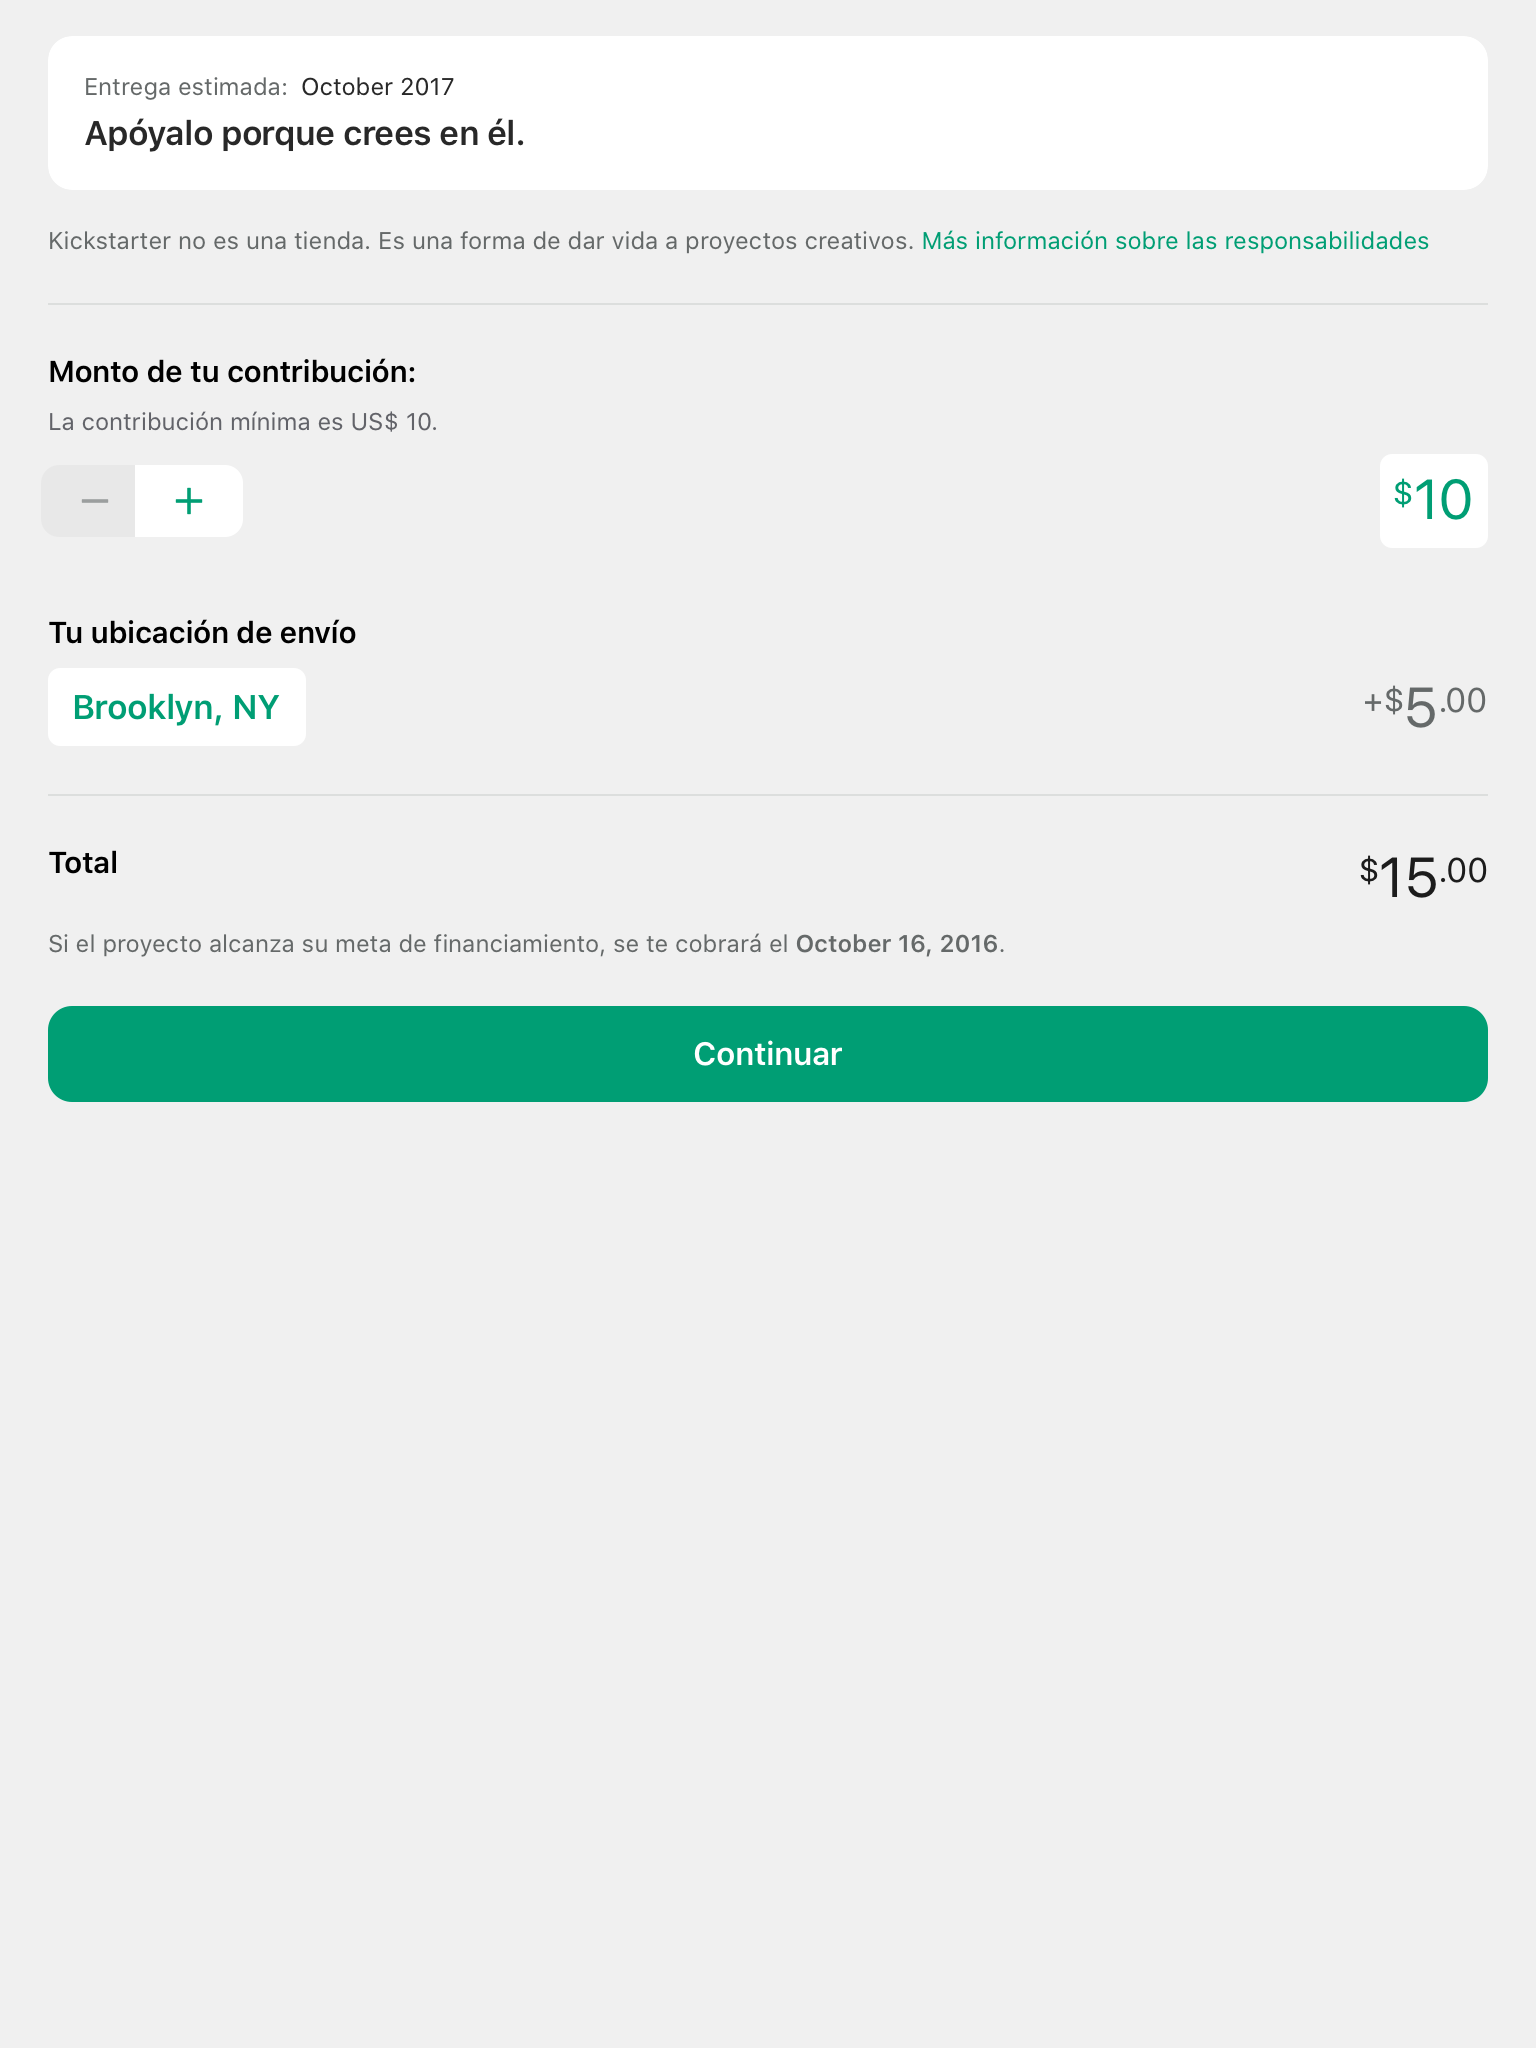 Entrega estimada: October 2017
Apóyalo porque crees en él.
Kickstarter no es una tienda. Es una forma de dar vida a proyectos creativos. Más información sobre las responsabilidades
Monto de tu contribución:
La contribución mínima es US$ 10.
− + $10
Tu ubicación de envío
Brooklyn, NY +$5.00
Total $15.00
Si el proyecto alcanza su meta de financiamiento, se te cobrará el October 16, 2016.
Continuar